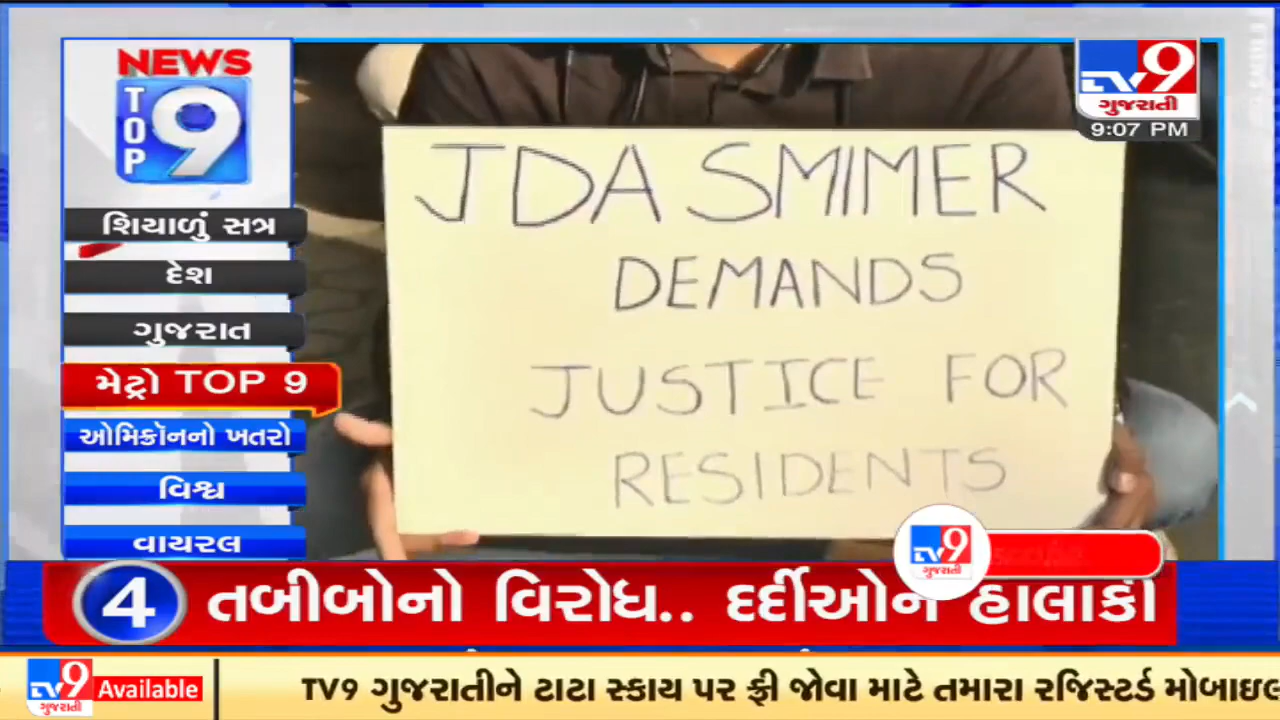 NEWS
TOP
9
TV9
ગુજરાતી
9:07 PM
શિયાળું સત્ર
દેશ
ગુજરાત
મેટ્રો TOP 9
ઓમિક્રૉનનો ખતરો
વિશ્વ
વાયરલ
JDA SMIMER
DEMANDS
JUSTICE FOR
RESIDENTS
TV9
ગુજરાતી
4 તબીબોનો વિરોધ.. દર્દીઓને હાલાકી
TV9
ગુજરાતી
Available
TV9 ગુજરાતીને ટાટા સ્કાય પર ફ્રી જોવા માટે તમારા રજિસ્ટર્ડ મોબાઇલ